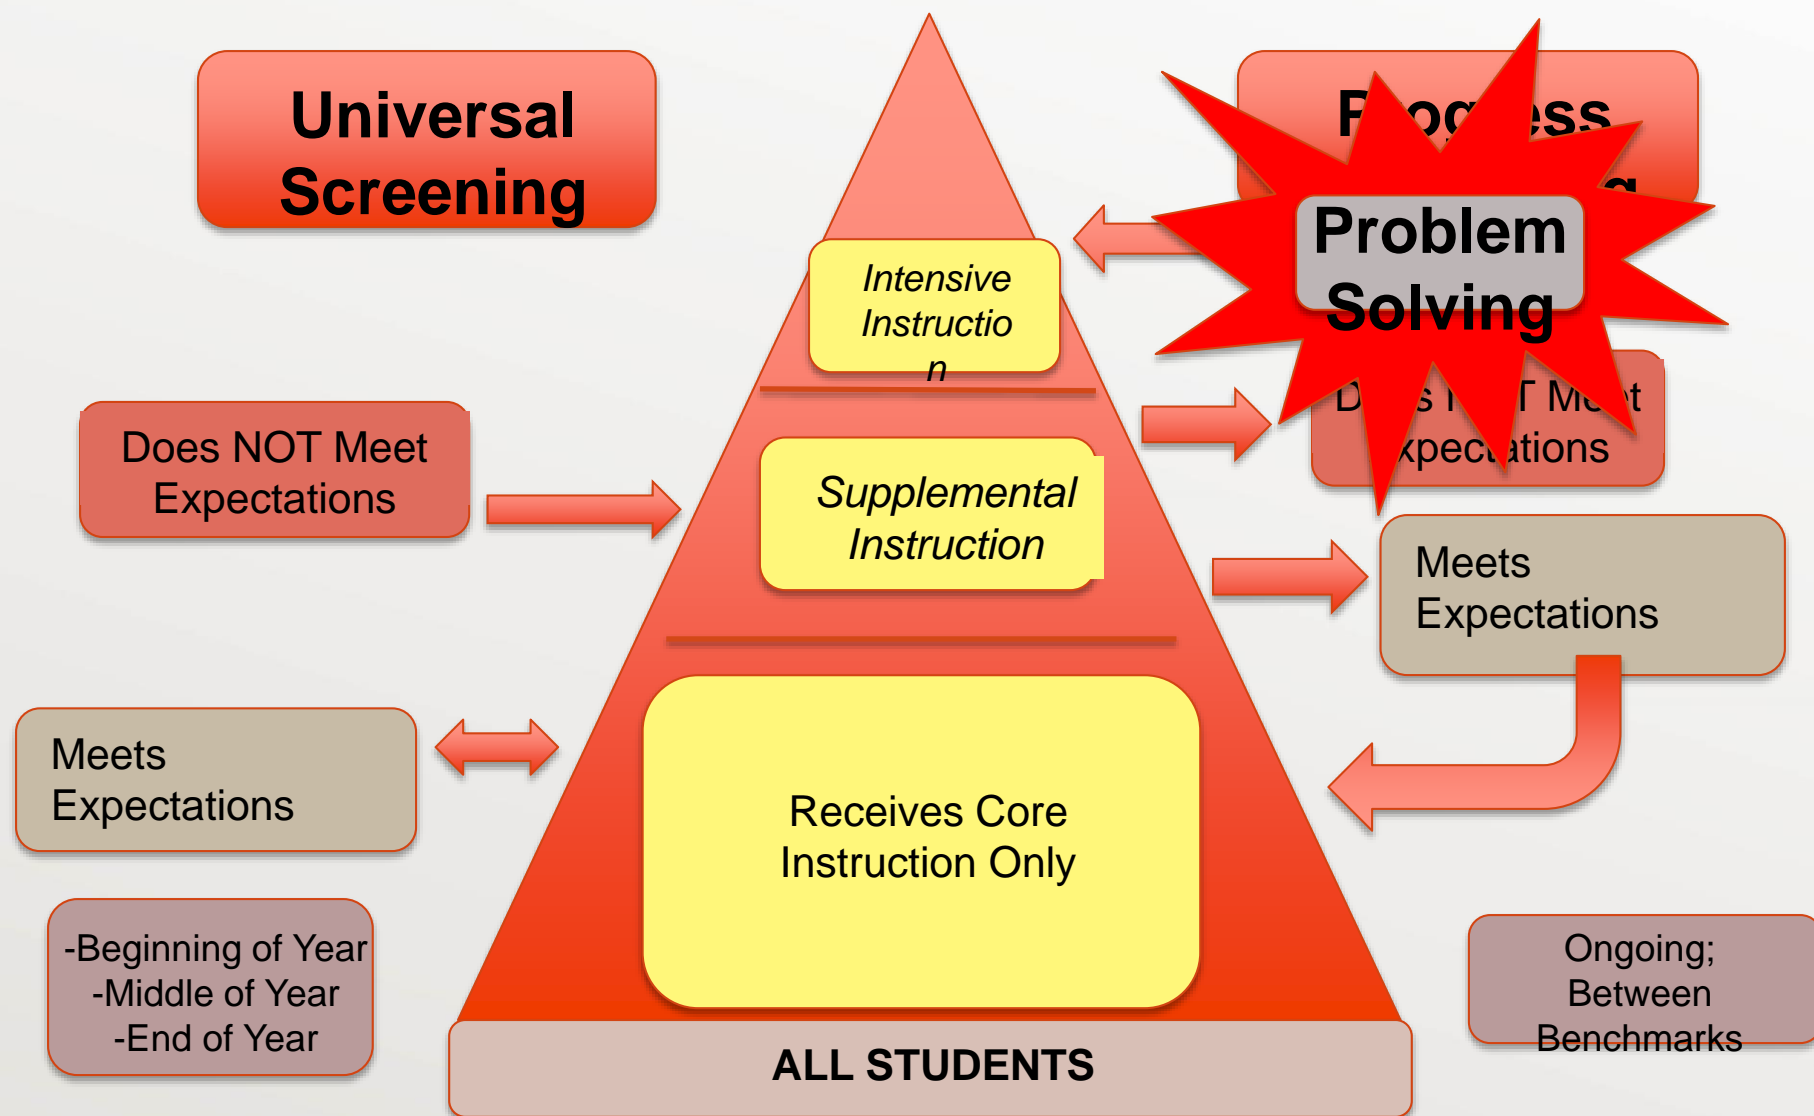 Universal
Screening
Problem
Solving
Intensive
Instructio
n
Does NOT Meet
Expectations
Supplemental
Instruction
Meets
Expectations
Meets
Expectations
Receives Core
Instruction Only
-Beginning of Year
-Middle of Year
-End of Year
Ongoing;
Between
Benchmarks
ALL STUDENTS